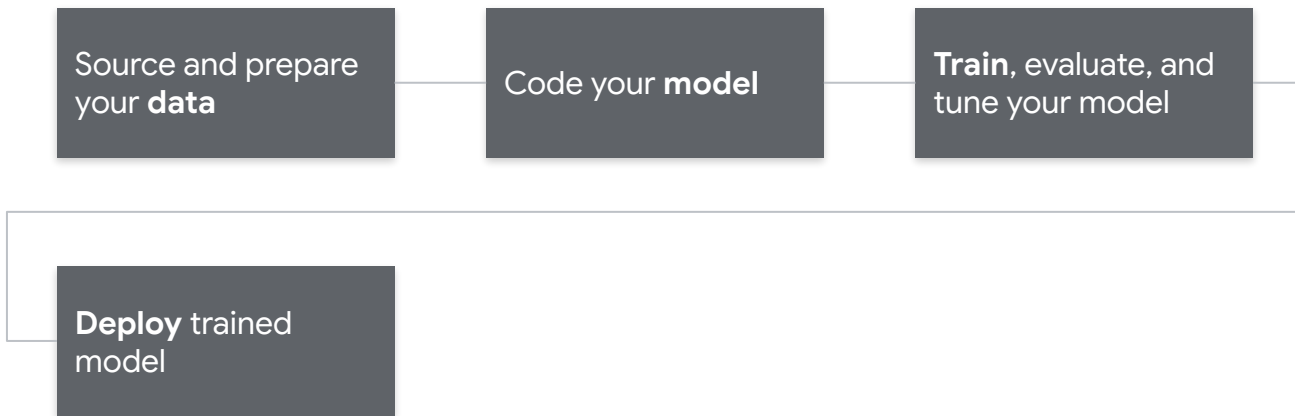 Source and prepare
your data
Code your model
Train, evaluate, and
tune your model
Deploy trained
model